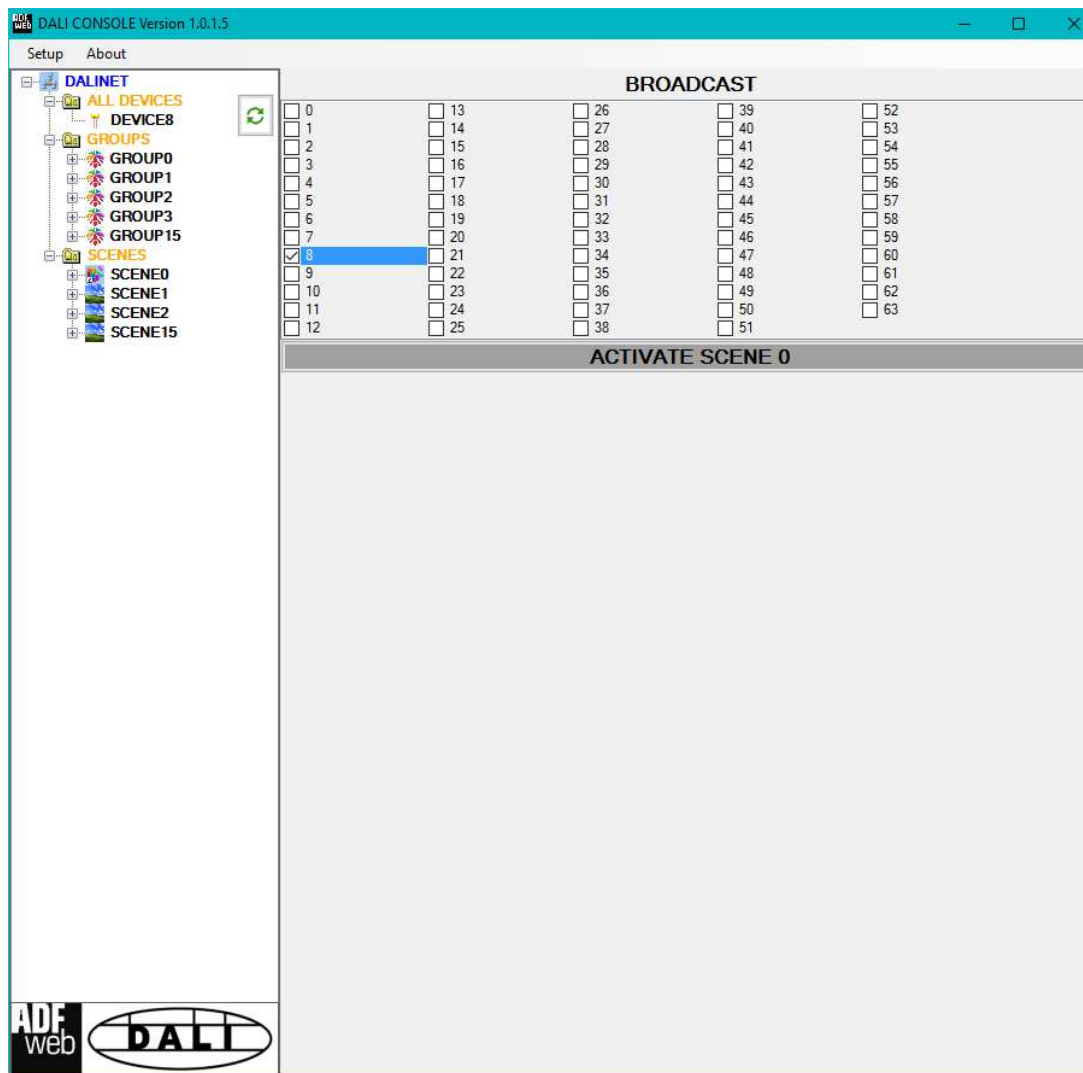 ADF WEB DALI CONSOLE Version 1.0.1.5
Setup About
DALINET
ALL DEVICES
DEVICE8
GROUPS
GROUP0
GROUP1
GROUP2
GROUP3
GROUP15
SCENES
SCENE0
SCENE1
SCENE2
SCENE15
BROADCAST
0 13 26 39 52
1 14 27 40 53
2 15 28 41 54
3 16 29 42 55
4 17 30 43 56
5 18 31 44 57
6 19 32 45 58
7 20 33 46 59
8 21 34 47 60
9 22 35 48 61
10 23 36 49 62
11 24 37 50 63
12 25 38 51
ACTIVATE SCENE 0
ADF
web
DALI